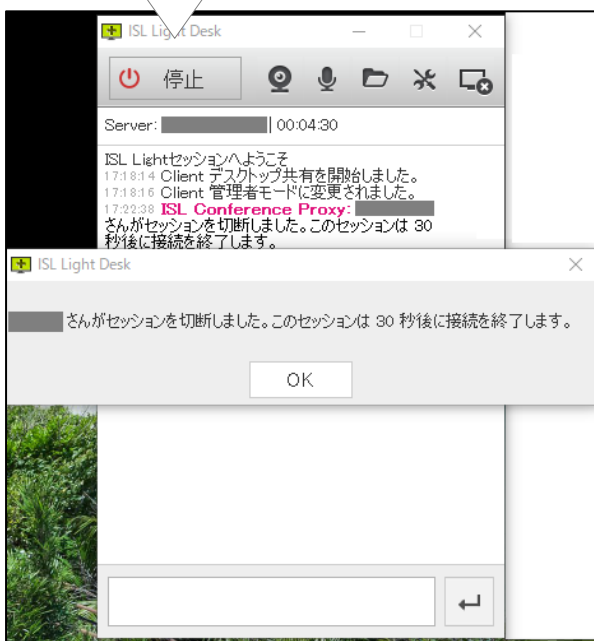 ISL Light Desk
停止
Server: | 00:04:30
ISL Lightセッションへようこそ
17:18:14 Client デスクトップ共有を開始しました。
17:18:16 Client 管理者モードに変更されました。
17:22:38 ISL Conference Proxy:
さんがセッションを切断しました。このセッションは 30
秒後に接続を終了します。
ISL Light Desk
さんがセッションを切断しました。このセッションは 30 秒後に接続を終了します。
OK